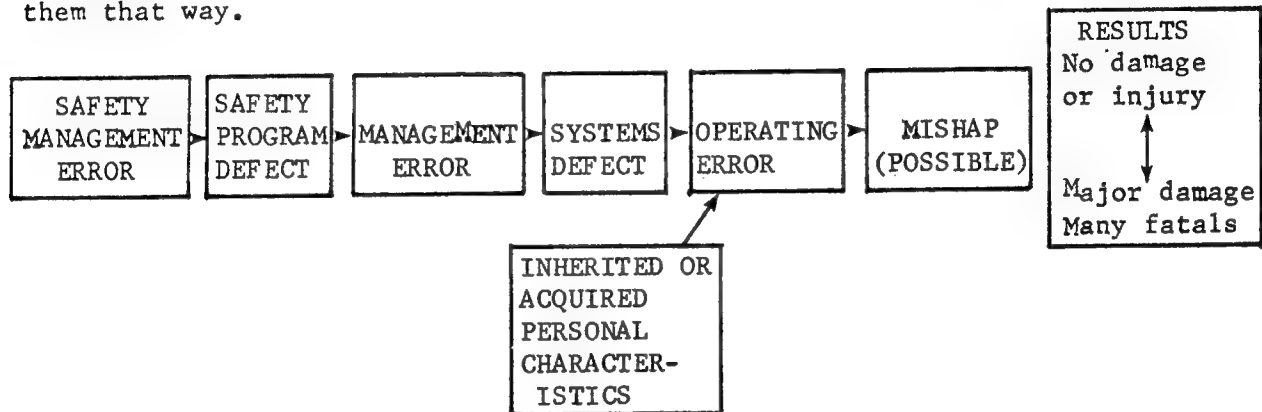 them that way.
SAFETY
MANAGEMENT
ERROR
SAFETY
PROGRAM
DEFECT
MANAGEMENT
ERROR
SYSTEMS
DEFECT
OPERATING
ERROR
MISHAP
(POSSIBLE)
RESULTS
No damage
or injury
Major damage
Many fatals
INHERITED OR
ACQUIRED
PERSONAL
CHARACTER-
ISTICS